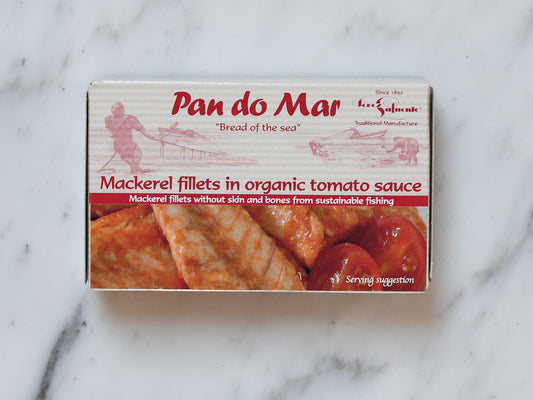 Pan do Mar
"Bread of the sea"
Since 1892
Traditional Manufacture
Mackerel fillets in organic tomato sauce
Mackerel fillets without skin and bones from sustainable fishing
Serving suggestion